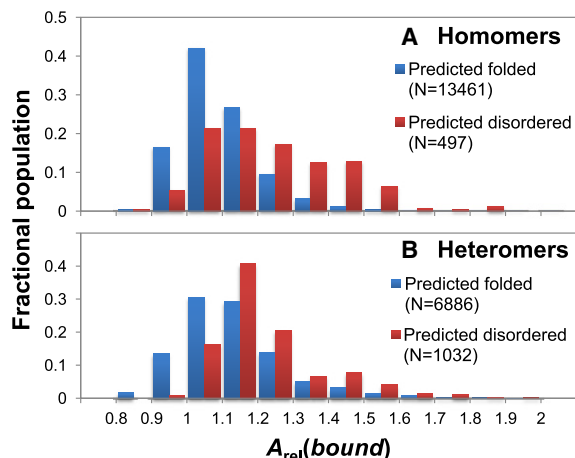 0.5
A Homomers
0.4
Predicted folded
(N=13461)
0.3
Predicted disordered
(N=497)
0.2
0.1
0
Fractional population
B Heteromers
0.4
Predicted folded
(N=6886)
0.3
Predicted disordered
(N=1032)
0.2
0.1
0
0.8 0.9 1 1.1 1.2 1.3 1.4 1.5 1.6 1.7 1.8 1.9 2
Arel(bound)